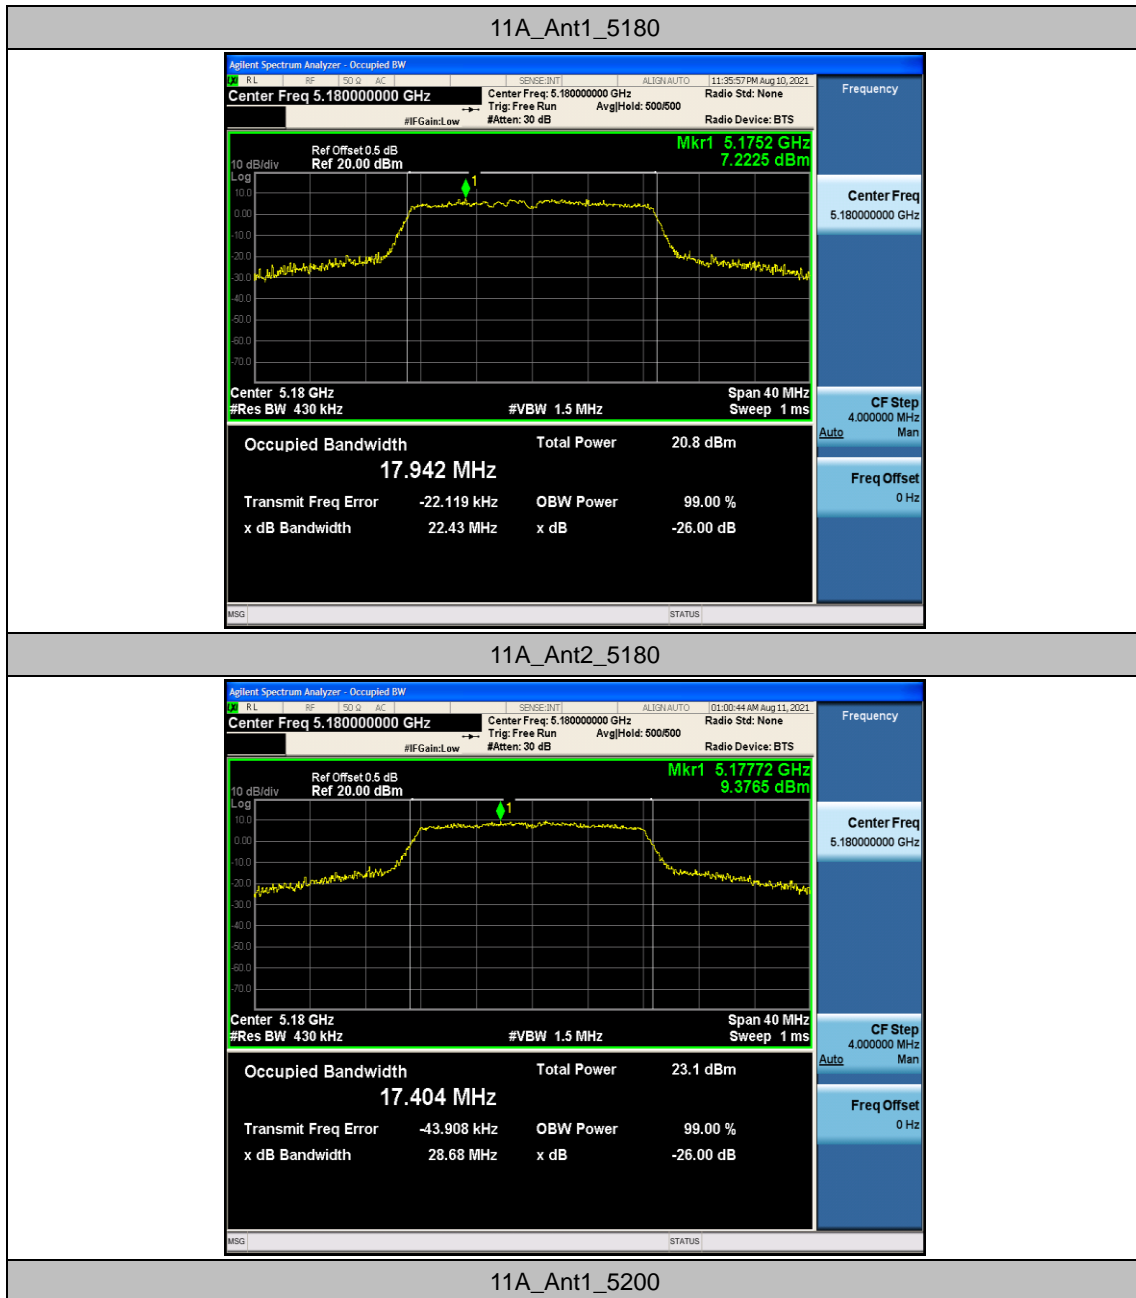 11A_Ant1_5180
Agilent Spectrum Analyzer - Occupied BW
RL RF 50 Ω AC SENSE:INT ALIGNAUTO 11:35:57 PM Aug 10, 2021
Center Freq 5.180000000 GHz
Center Freq: 5.180000000 GHz
Radio Std: None
Trig: Free Run Avg|Hold: 500/500
#IFGain:Low
#Atten: 30 dB
Radio Device: BTS
Frequency
Mkr1 5.1752 GHz
7.2225 dBm
Ref Offset 0.5 dB
10 dB/div Ref 20.00 dBm
Log
10.0
0.00
-10.0
-20.0
-30.0
-40.0
-50.0
-60.0
-70.0
1
Center 5.18 GHz Span 40 MHz
#Res BW 430 kHz #VBW 1.5 MHz Sweep 1 ms
Center Freq
5.180000000 GHz
CF Step
4.000000 MHz
Auto Man
Freq Offset
0 Hz
Occupied Bandwidth Total Power 20.8 dBm
17.942 MHz
Transmit Freq Error -22.119 kHz OBW Power 99.00 %
x dB Bandwidth 22.43 MHz x dB -26.00 dB
MSG STATUS
11A_Ant2_5180
Agilent Spectrum Analyzer - Occupied BW
RL RF 50 Ω AC SENSE:INT ALIGNAUTO 01:00:44 AM Aug 11, 2021
Center Freq 5.180000000 GHz
Center Freq: 5.180000000 GHz
Radio Std: None
Trig: Free Run Avg|Hold: 500/500
#IFGain:Low
#Atten: 30 dB
Radio Device: BTS
Frequency
Mkr1 5.17772 GHz
9.3765 dBm
Ref Offset 0.5 dB
10 dB/div Ref 20.00 dBm
Log
10.0
0.00
-10.0
-20.0
-30.0
-40.0
-50.0
-60.0
-70.0
1
Center 5.18 GHz Span 40 MHz
#Res BW 430 kHz #VBW 1.5 MHz Sweep 1 ms
Center Freq
5.180000000 GHz
CF Step
4.000000 MHz
Auto Man
Freq Offset
0 Hz
Occupied Bandwidth Total Power 23.1 dBm
17.404 MHz
Transmit Freq Error -43.908 kHz OBW Power 99.00 %
x dB Bandwidth 28.68 MHz x dB -26.00 dB
MSG STATUS
11A_Ant1_5200